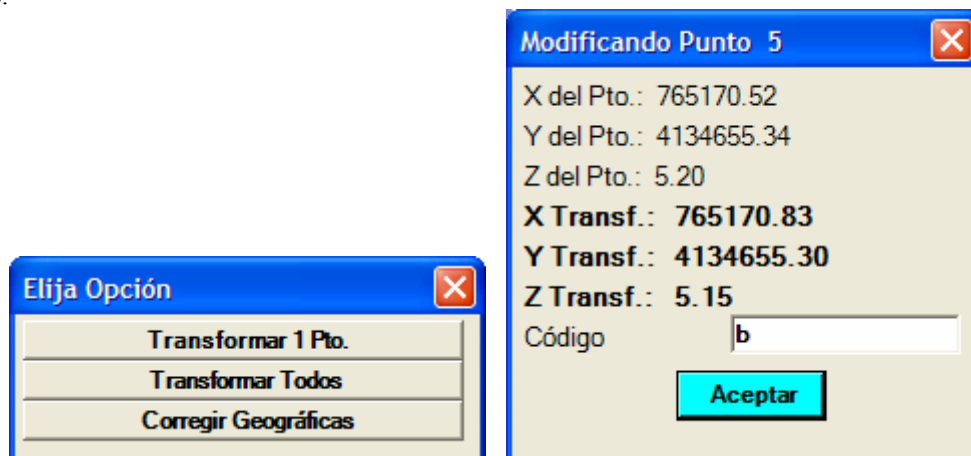 Elija Opción
Transformar 1 Pto.
Transformar Todos
Corregir Geográficas
Modificando Punto 5
X del Pto.: 765170.52
Y del Pto.: 4134655.34
Z del Pto.: 5.20
X Transf.: 765170.83
Y Transf.: 4134655.30
Z Transf.: 5.15
Código b
Aceptar